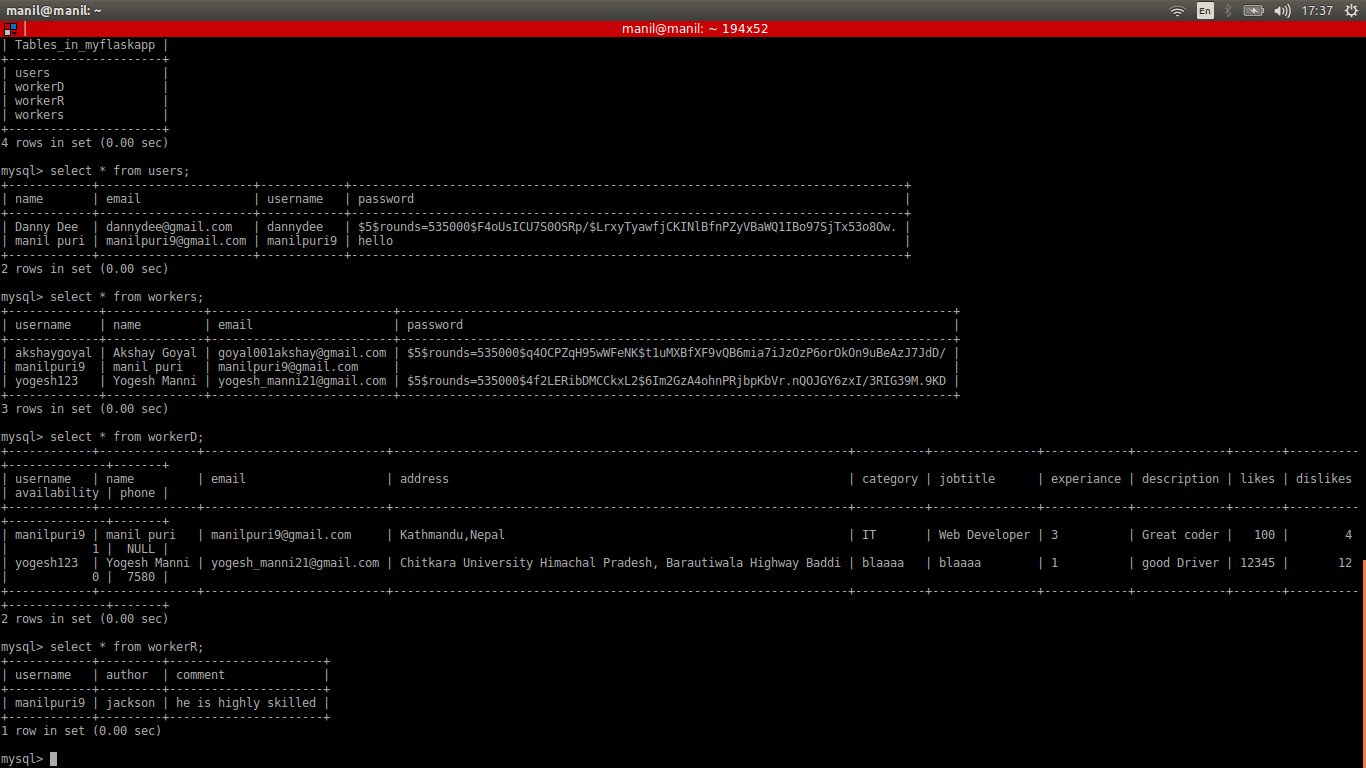 manil@manil: ~
En
17:37
manil@manil: ~ 194x52
| Tables_in_myflaskapp |
+----------------------+
| users                |
| workerD              |
| workerR              |
| workers              |
+----------------------+
4 rows in set (0.00 sec)
mysql> select * from users;
+------------+---------------------+------------+-------------------------------------------------------------------------------+
| name       | email               | username   | password                                                                      |
+------------+---------------------+------------+-------------------------------------------------------------------------------+
| Danny Dee  | dannydee@gmail.com   | dannydee   | $5$rounds=535000$F4oUsICU7S0OSRp/$LrxyTyawfjCKINlBfnPZyVBaWQ1IBo97SjTx53o8Ow. |
| manil puri | manilpuri9@gmail.com | manilpuri9 | hello                                                                         |
+------------+---------------------+------------+-------------------------------------------------------------------------------+
2 rows in set (0.00 sec)
mysql> select * from workers;
+-------------+--------------+--------------------------+-------------------------------------------------------------------------------+
| username    | name         | email                    | password                                                                      |
+-------------+--------------+--------------------------+-------------------------------------------------------------------------------+
| akshaygoyal | Akshay Goyal | goyal001akshay@gmail.com | $5$rounds=535000$q4OCPZqH95wWFeNK$t1uMXBfXF9vQB6mia7iJzOzP6orOkOn9uBeAzJ7JdD/ |
| manilpuri9  | manil puri   | manilpuri9@gmail.com     |                                                                               |
| yogesh123   | Yogesh Manni | yogesh_manni21@gmail.com | $5$rounds=535000$4f2LERibDMCCkxL2$6Im2GzA4ohnPRjbpKbVr.nQOJGY6zxI/3RIG39M.9KD |
+-------------+--------------+--------------------------+-------------------------------------------------------------------------------+
3 rows in set (0.00 sec)
mysql> select * from workerD;
+------------+--------------+--------------------------+-----------------------------------------------------------------+----------+---------------+------------+-------------+-------+----------
+--------------+-------+
| username   | name         | email                    | address                                                         | category | jobtitle      | experiance | description | likes | dislikes
| availability | phone |
+------------+--------------+--------------------------+-----------------------------------------------------------------+----------+---------------+------------+-------------+-------+----------
+--------------+-------+
| manilpuri9 | manil puri   | manilpuri9@gmail.com     | Kathmandu,Nepal                                                 | IT       | Web Developer | 3          | Great coder |   100 |        4
|            1 |  NULL |
| yogesh123  | Yogesh Manni | yogesh_manni21@gmail.com | Chitkara University Himachal Pradesh, Barautiwala Highway Baddi | blaaaa   | blaaaa        | 1          | good Driver | 12345 |       12
|            0 |  7580 |
+------------+--------------+--------------------------+-----------------------------------------------------------------+----------+---------------+------------+-------------+-------+----------
+--------------+-------+
2 rows in set (0.00 sec)
mysql> select * from workerR;
+------------+---------+----------------------+
| username   | author  | comment              |
+------------+---------+----------------------+
| manilpuri9 | jackson | he is highly skilled |
+------------+---------+----------------------+
1 row in set (0.00 sec)
mysql>